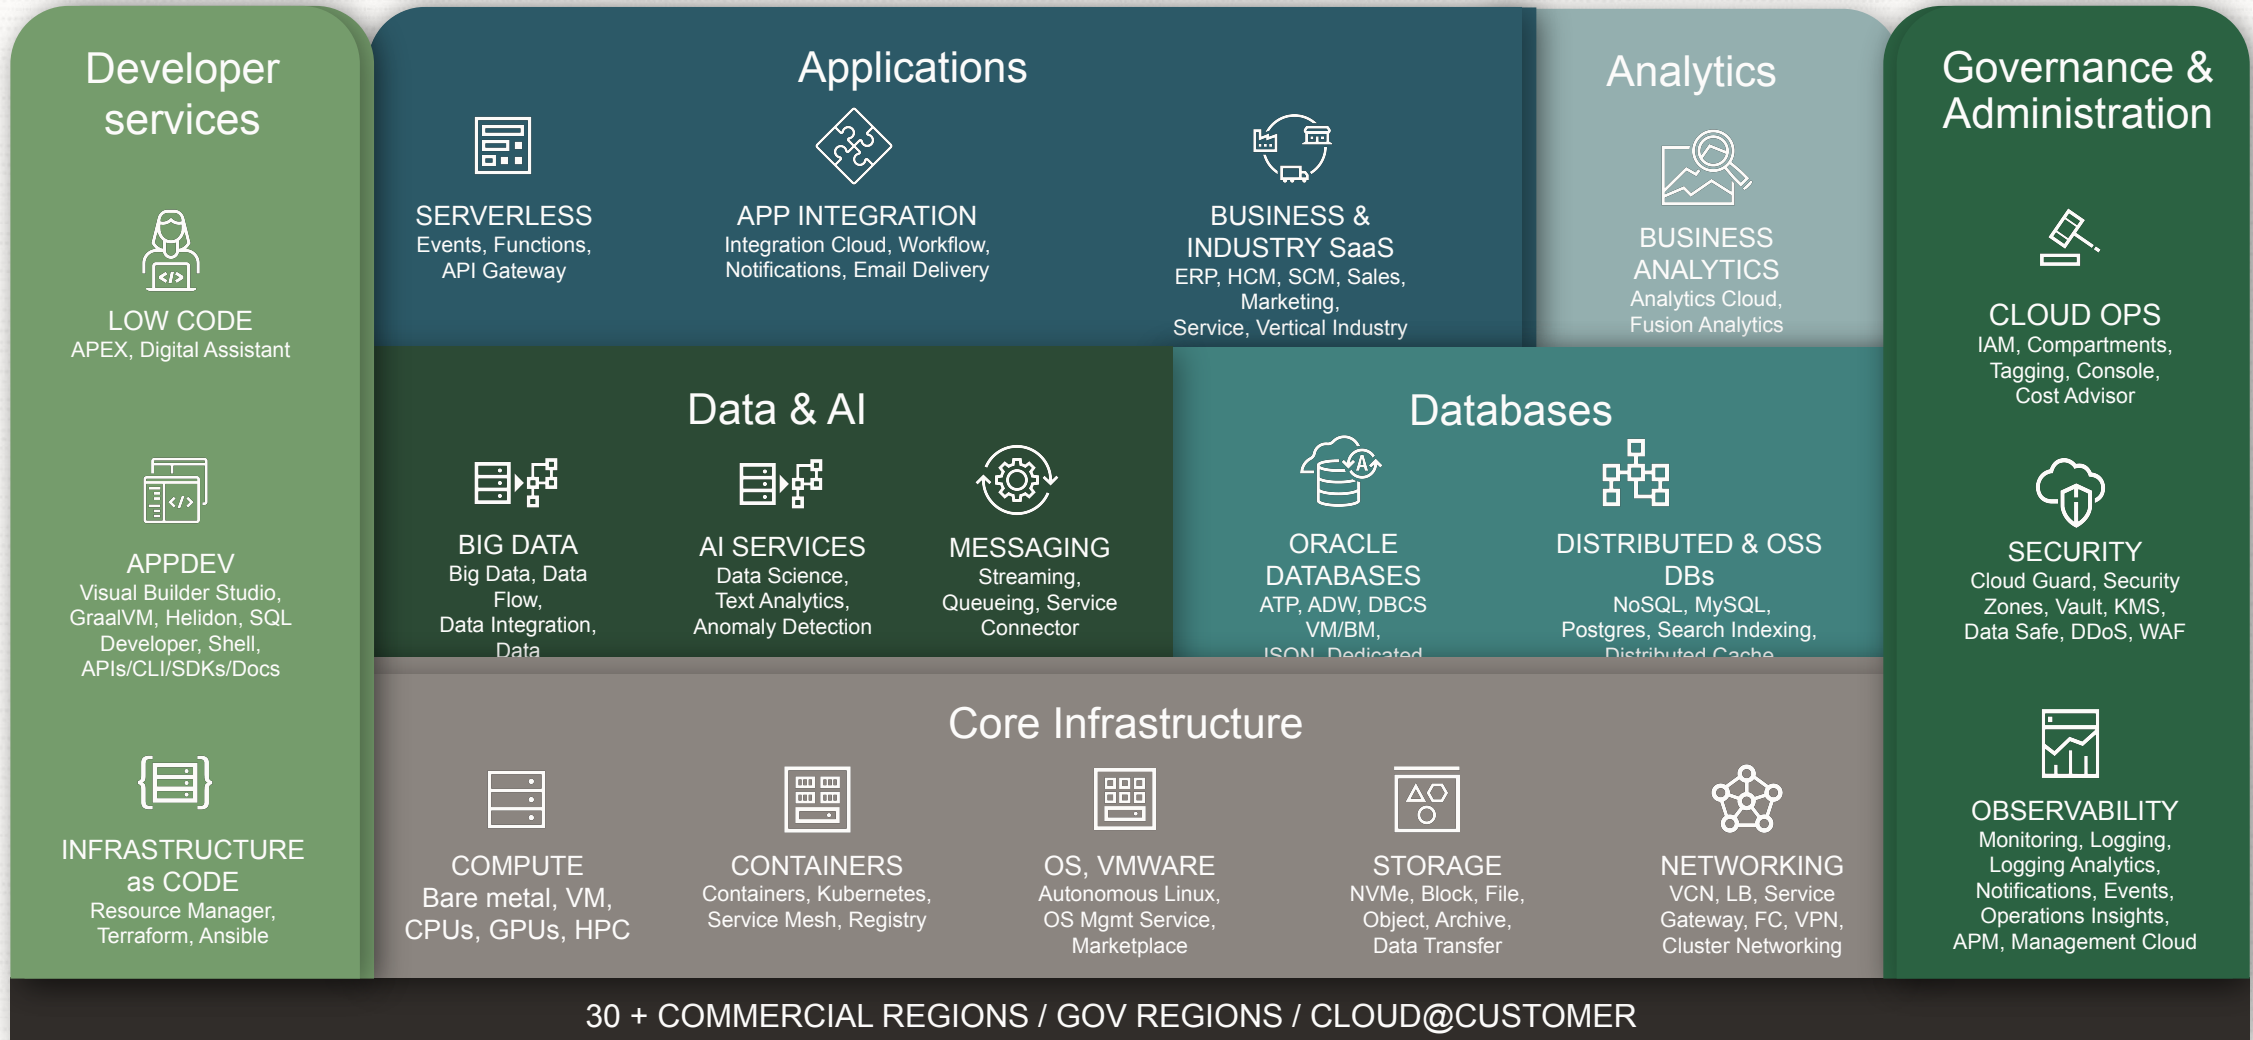 Developer
services
LOW CODE
APEX, Digital Assistant
APPDEV
Visual Builder Studio,
GraalVM, Helidon, SQL
Developer, Shell,
APIs/CLI/SDKs/Docs
INFRASTRUCTURE
as CODE
Resource Manager,
Terraform, Ansible
Applications
SERVERLESS
Events, Functions,
API Gateway
APP INTEGRATION
Integration Cloud, Workflow,
Notifications, Email Delivery
BUSINESS &
INDUSTRY SaaS
ERP, HCM, SCM, Sales,
Marketing,
Service, Vertical Industry
Analytics
BUSINESS
ANALYTICS
Analytics Cloud,
Fusion Analytics
Data & AI
BIG DATA
Big Data, Data
Flow,
Data Integration,
Data
AI SERVICES
Data Science,
Text Analytics,
Anomaly Detection
MESSAGING
Streaming,
Queueing, Service
Connector
Databases
ORACLE
DATABASES
ATP, ADW, DBCS
VM/BM,
JSON, Dedicated
DISTRIBUTED & OSS
DBs
NoSQL, MySQL,
Postgres, Search Indexing,
Distributed Cache
Core Infrastructure
COMPUTE
Bare metal, VM,
CPUs, GPUs, HPC
CONTAINERS
Containers, Kubernetes,
Service Mesh, Registry
OS, VMWARE
Autonomous Linux,
OS Mgmt Service,
Marketplace
STORAGE
NVMe, Block, File,
Object, Archive,
Data Transfer
NETWORKING
VCN, LB, Service
Gateway, FC, VPN,
Cluster Networking
Governance &
Administration
CLOUD OPS
IAM, Compartments,
Tagging, Console,
Cost Advisor
SECURITY
Cloud Guard, Security
Zones, Vault, KMS,
Data Safe, DDoS, WAF
OBSERVABILITY
Monitoring, Logging,
Logging Analytics,
Notifications, Events,
Operations Insights,
APM, Management Cloud
30 + COMMERCIAL REGIONS / GOV REGIONS / CLOUD@CUSTOMER